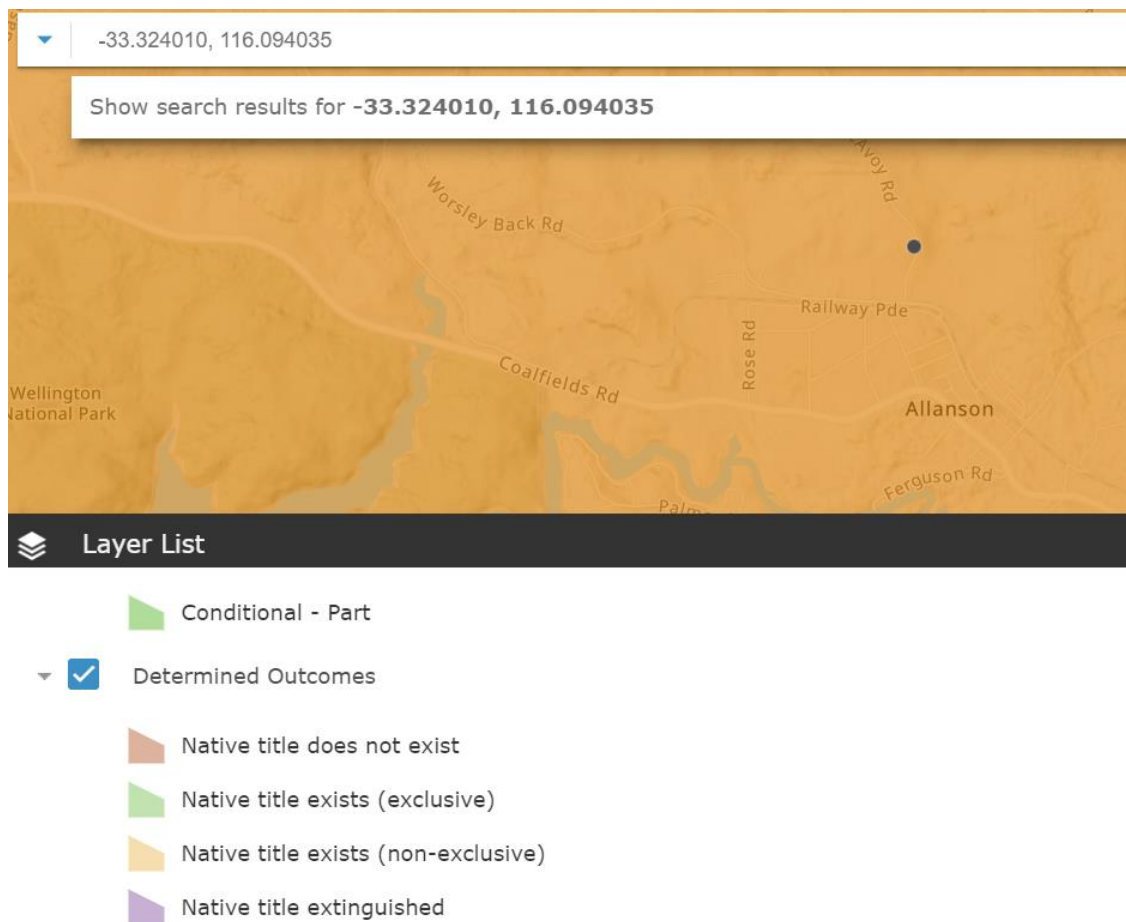 -33.324010, 116.094035
Show search results for -33.324010, 116.094035
Avoy Rd
Worsley Back Rd
Railway Pde
Rose Rd
Coalfields Rd
Wellington
National Park
Allanson
Ferguson Rd
Layer List
Conditional - Part
Determined Outcomes
Native title does not exist
Native title exists (exclusive)
Native title exists (non-exclusive)
Native title extinguished